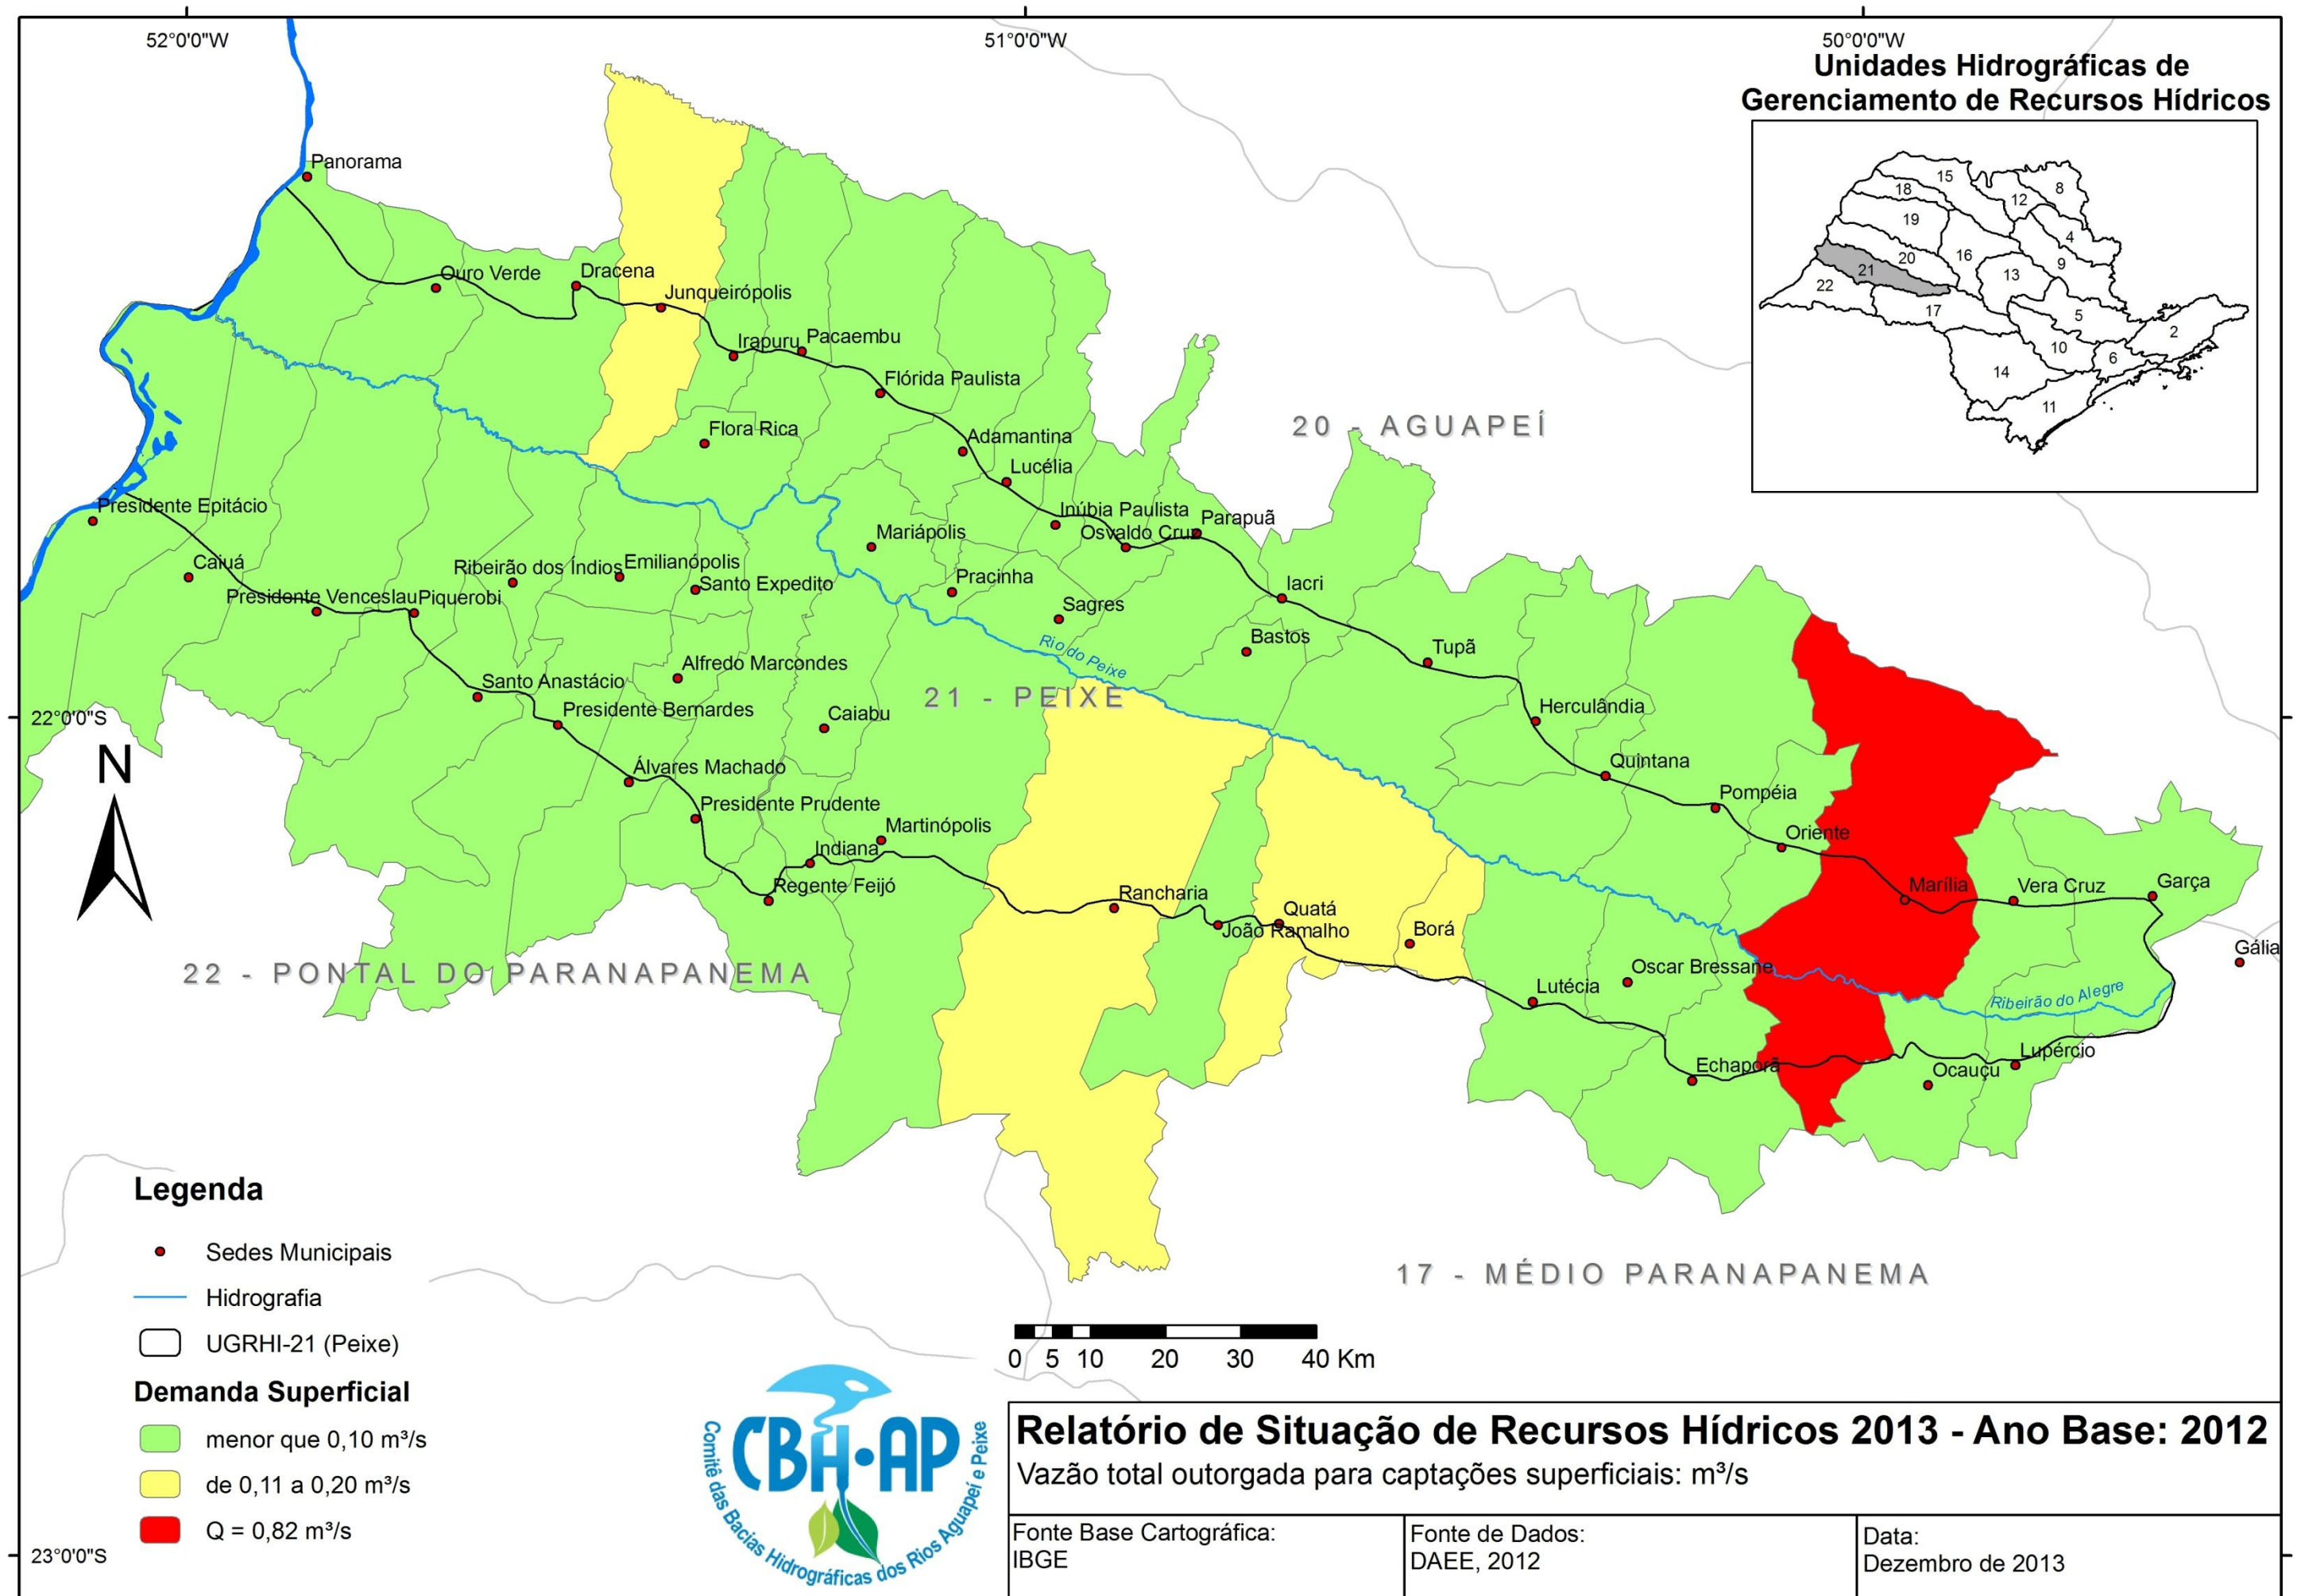 52°0'0"W
51°0'0"W
50°0'0"W
Unidades Hidrográficas de
Gerenciamento de Recursos Hídricos
15
18
8
12
19
4
16
20
9
21
13
22
17
5
2
10
6
14
11
Panorama
Ouro Verde
Dracena
Junqueirópolis
Irapuru
Pacaembu
Flórida Paulista
Flora Rica
20 - AGUAPEÍ
Adamantina
Lucélia
Presidente Epitácio
Inúbia Paulista
Parapuã
Mariápolis
Osvaldo Cruz
Caiuá
Ribeirão dos Índios
Emilianópolis
Santo Expedito
Pracinha
Iacri
Presidente Venceslau
Piquerobi
Sagres
Bastos
Tupã
Rio do Peixe
Alfredo Marcondes
Santo Anastácio
21 - PEIXE
Presidente Bernardes
Caiabu
Herculândia
22°0'0"S
N
Álvares Machado
Quintana
Presidente Prudente
Pompéia
Martinópolis
Oriente
Indiana
Regente Feijó
Rancharia
Marília
Vera Cruz
Garça
Quatá
João Ramalho
Borá
Gália
22 - PONTAL DO PARANAPANEMA
Oscar Bressane
Lutécia
Ribeirão do Alegre
Echaporã
Ocauçu
Lupércio
17 - MÉDIO PARANAPANEMA
Legenda
Sedes Municipais
Hidrografia
UGRHI-21 (Peixe)
Demanda Superficial
menor que 0,10 m³/s
de 0,11 a 0,20 m³/s
Q = 0,82 m³/s
23°0'0"S
0 5 10 20 30 40 Km
CBH•AP
Comitê das Bacias Hidrográficas dos Rios Aguapeí e Peixe
Relatório de Situação de Recursos Hídricos 2013 - Ano Base: 2012
Vazão total outorgada para captações superficiais: m³/s
Fonte Base Cartográfica:
IBGE
Fonte de Dados:
DAEE, 2012
Data:
Dezembro de 2013